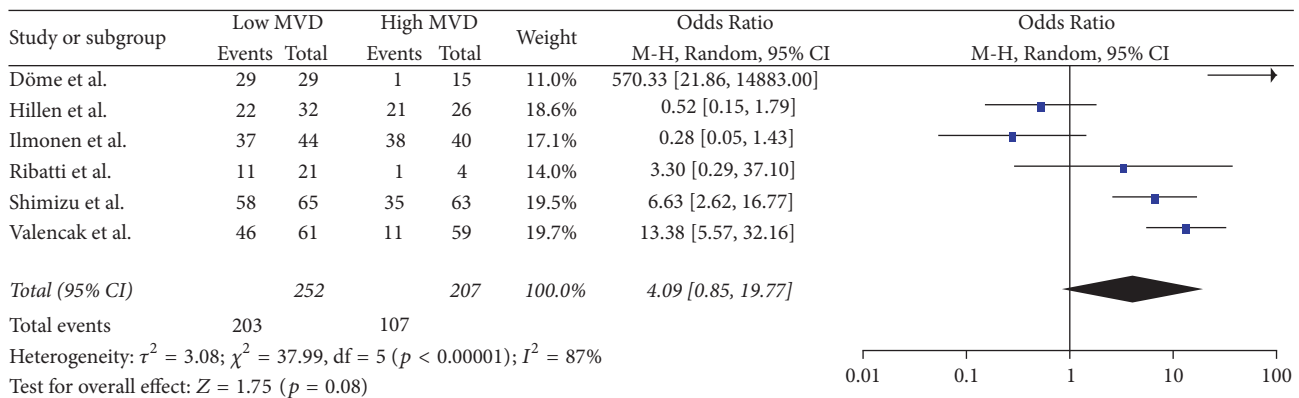 Study or subgroup Low MVD High MVD Weight Odds Ratio Odds Ratio
Events Total Events Total M-H, Random, 95% CI M-H, Random, 95% CI
Döme et al. 29 29 1 15 11.0% 570.33 [21.86, 14883.00]
Hillen et al. 22 32 21 26 18.6% 0.52 [0.15, 1.79]
Ilmonen et al. 37 44 38 40 17.1% 0.28 [0.05, 1.43]
Ribatti et al. 11 21 1 4 14.0% 3.30 [0.29, 37.10]
Shimizu et al. 58 65 35 63 19.5% 6.63 [2.62, 16.77]
Valencak et al. 46 61 11 59 19.7% 13.38 [5.57, 32.16]
Total (95% CI) 252 207 100.0% 4.09 [0.85, 19.77]
Total events 203 107
Heterogeneity: τ² = 3.08; χ² = 37.99, df = 5 (p < 0.00001); I² = 87%
Test for overall effect: Z = 1.75 (p = 0.08)
0.01 0.1 1 10 100